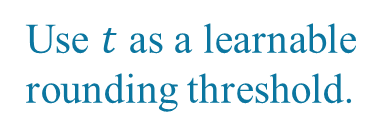 Use t as a learnable
rounding threshold.